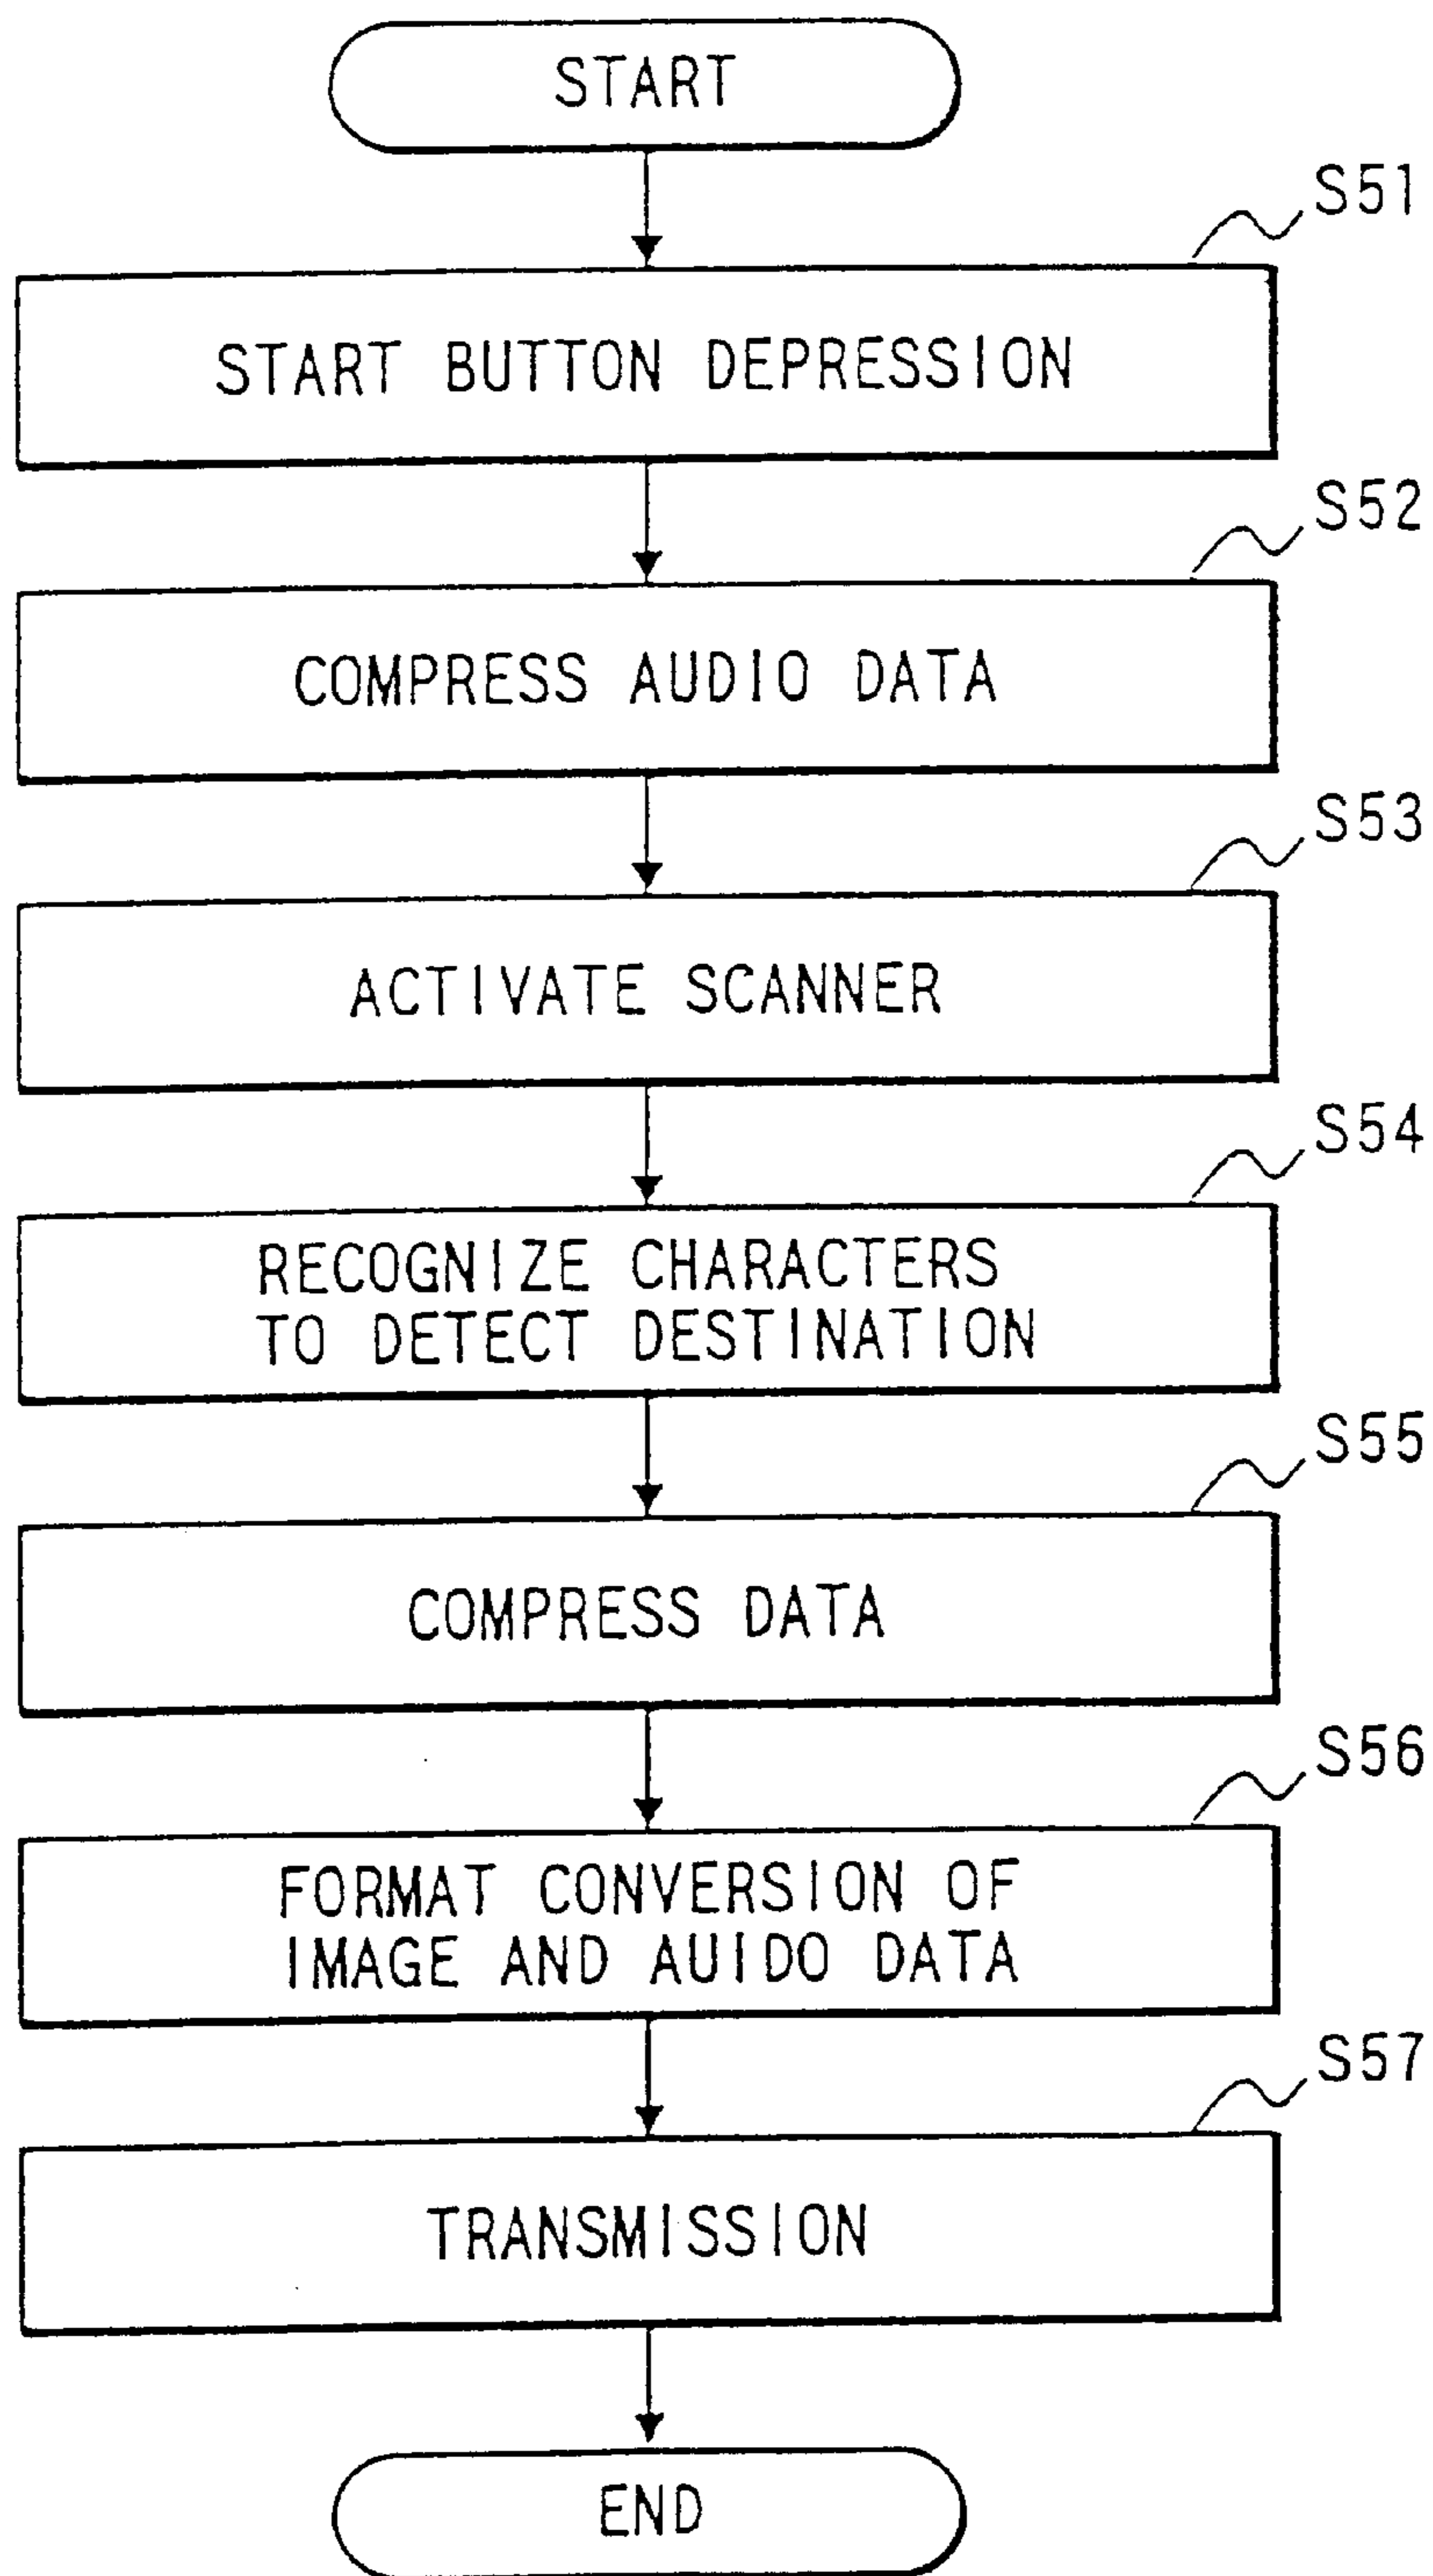 START
S51
START BUTTON DEPRESSION
S52
COMPRESS AUDIO DATA
S53
ACTIVATE SCANNER
S54
RECOGNIZE CHARACTERS
TO DETECT DESTINATION
S55
COMPRESS DATA
S56
FORMAT CONVERSION OF
IMAGE AND AUIDO DATA
S57
TRANSMISSION
END